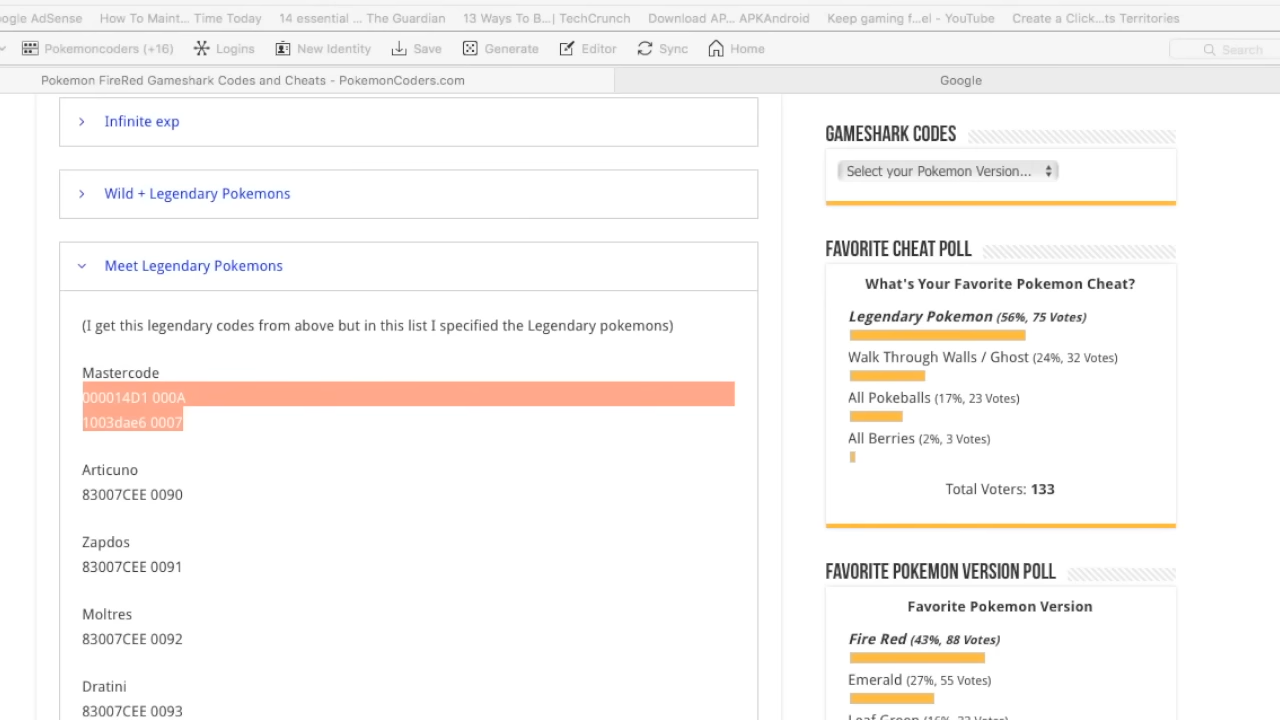 ogle AdSense How To Maint... Time Today 14 essential ... The Guardian 13 Ways To B...| TechCrunch Download AP... APKAndroid Keep gaming f...el - YouTube Create a Click...ts Territories
Pokemoncoders (+16) Logins New Identity Save Generate Editor Sync Home Search
Pokemon FireRed Gameshark Codes and Cheats - PokemonCoders.com Google
Infinite exp
Wild + Legendary Pokemons
Meet Legendary Pokemons
(I get this legendary codes from above but in this list I specified the Legendary pokemons)
Mastercode
000014D1 000A
1003dae6 0007
Articuno
83007CEE 0090
Zapdos
83007CEE 0091
Moltres
83007CEE 0092
Dratini
83007CEE 0093
GAMESHARK CODES
Select your Pokemon Version...
FAVORITE CHEAT POLL
What's Your Favorite Pokemon Cheat?
Legendary Pokemon (56%, 75 Votes)
Walk Through Walls / Ghost (24%, 32 Votes)
All Pokeballs (17%, 23 Votes)
All Berries (2%, 3 Votes)
Total Voters: 133
FAVORITE POKEMON VERSION POLL
Favorite Pokemon Version
Fire Red (43%, 88 Votes)
Emerald (27%, 55 Votes)
Leaf Green